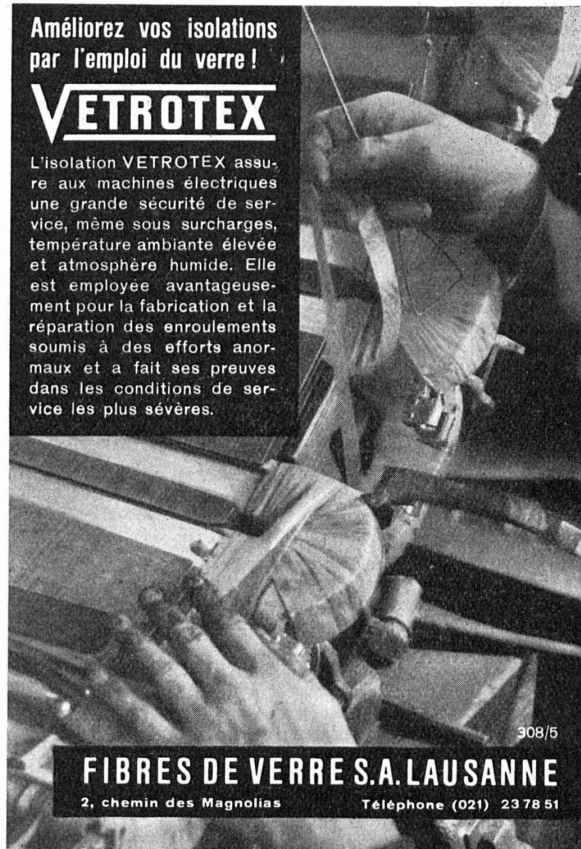 Améliorez vos isolations
par l'emploi du verre !
VETROTEX
L'isolation VETROTEX assu-
re aux machines électriques
une grande sécurité de ser-
vice, même sous surcharges,
température ambiante élevée
et atmosphère humide. Elle
est employée avantageuse-
ment pour la fabrication et la
réparation des enroulements
soumis à des efforts anor-
maux et a fait ses preuves
dans les conditions de ser-
vice les plus sévères.
308/5
FIBRES DE VERRE S.A. LAUSANNE
2, chemin des Magnolias Téléphone (021) 23 78 51